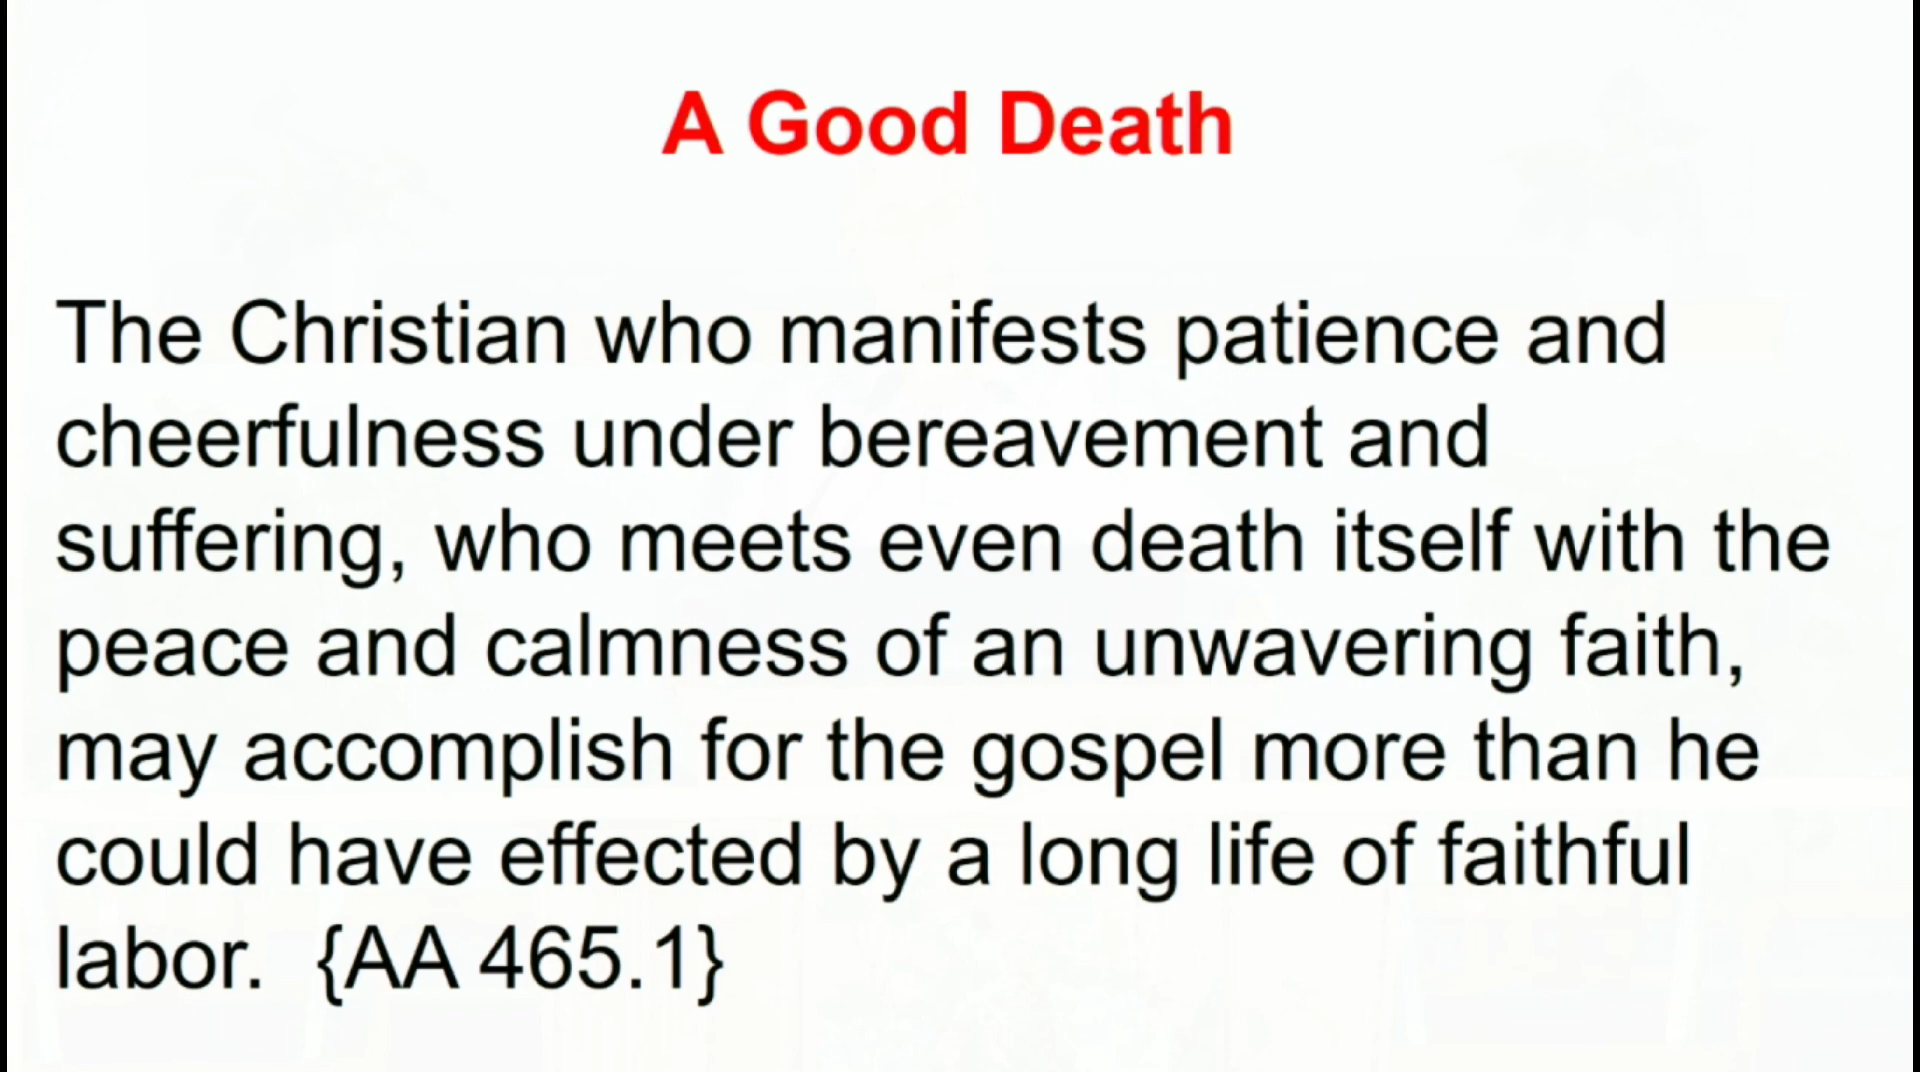 A Good Death
The Christian who manifests patience and
cheerfulness under bereavement and
suffering, who meets even death itself with the
peace and calmness of an unwavering faith,
may accomplish for the gospel more than he
could have effected by a long life of faithful
labor.  {AA 465.1}